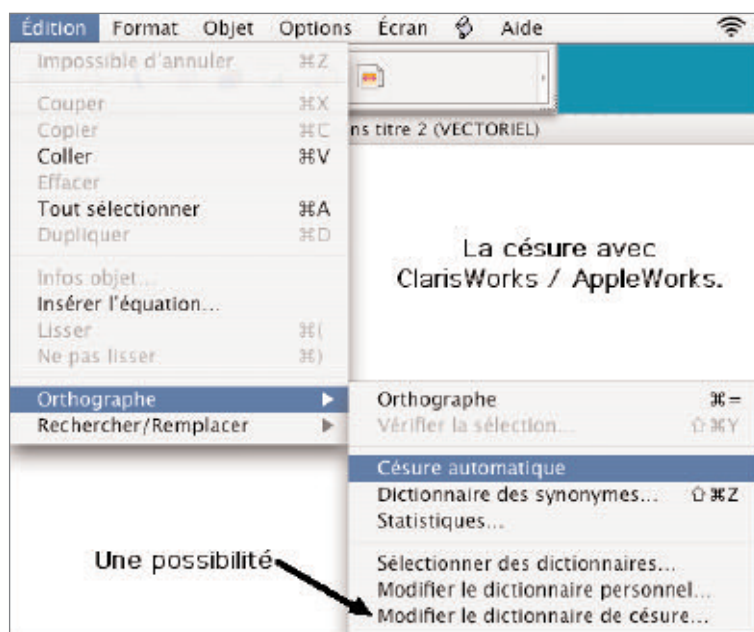 Édition Format Objet Options Écran Aide
Impossible d'annuler ⌘Z
Couper ⌘X
Copier ⌘C
ns titre 2 (VECTORIEL)
Coller ⌘V
Effacer
Tout sélectionner ⌘A
Dupliquer ⌘D
La césure avec
ClarisWorks / AppleWorks.
Infos objet...
Insérer l'équation...
Lisser ⌘(
Ne pas lisser ⌘)
Orthographe
Rechercher/Remplacer
Orthographe ⌘=
Vérifier la sélection... ⇧⌘Y
Césure automatique
Dictionnaire des synonymes... ⇧⌘Z
Statistiques...
Une possibilité
Sélectionner des dictionnaires...
Modifier le dictionnaire personnel...
Modifier le dictionnaire de césure...